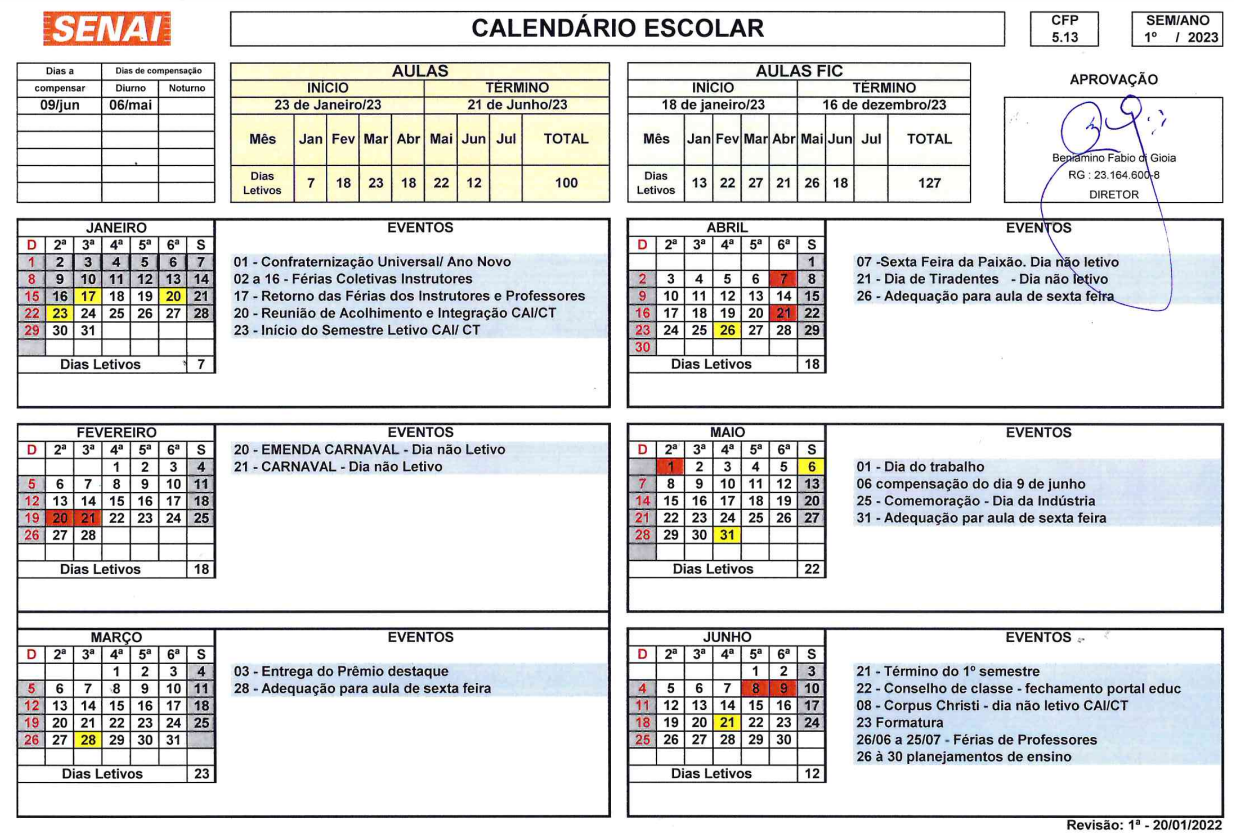 SENAI
CALENDÁRIO ESCOLAR
CFP
5.13
SEM/ANO
1º / 2023
Dias a compensar
Dias de compensação
Diurno Noturno
09/jun 06/mai
AULAS
INÍCIO TÉRMINO
23 de Janeiro/23 21 de Junho/23
Mês Jan Fev Mar Abr Mai Jun Jul TOTAL
Dias Letivos 7 18 23 18 22 12 100
AULAS FIC
INÍCIO TÉRMINO
18 de janeiro/23 16 de dezembro/23
Mês Jan Fev Mar Abr Mai Jun Jul TOTAL
Dias Letivos 13 22 27 21 26 18 127
APROVAÇÃO
Beniamino Fabio di Gioia
RG : 23.164.600-8
DIRETOR
JANEIRO
D 2ª 3ª 4ª 5ª 6ª S
1 2 3 4 5 6 7
8 9 10 11 12 13 14
15 16 17 18 19 20 21
22 23 24 25 26 27 28
29 30 31
Dias Letivos 7
EVENTOS
01 - Confraternização Universal/ Ano Novo
02 a 16 - Férias Coletivas Instrutores
17 - Retorno das Férias dos Instrutores e Professores
20 - Reunião de Acolhimento e Integração CAI/CT
23 - Início do Semestre Letivo CAI/ CT
ABRIL
D 2ª 3ª 4ª 5ª 6ª S
1
2 3 4 5 6 7 8
9 10 11 12 13 14 15
16 17 18 19 20 21 22
23 24 25 26 27 28 29
30
Dias Letivos 18
EVENTOS
07 -Sexta Feira da Paixão. Dia não letivo
21 - Dia de Tiradentes - Dia não letivo
26 - Adequação para aula de sexta feira
FEVEREIRO
D 2ª 3ª 4ª 5ª 6ª S
1 2 3 4
5 6 7 8 9 10 11
12 13 14 15 16 17 18
19 20 21 22 23 24 25
26 27 28
Dias Letivos 18
EVENTOS
20 - EMENDA CARNAVAL - Dia não Letivo
21 - CARNAVAL - Dia não Letivo
MAIO
D 2ª 3ª 4ª 5ª 6ª S
1 2 3 4 5 6
7 8 9 10 11 12 13
14 15 16 17 18 19 20
21 22 23 24 25 26 27
28 29 30 31
Dias Letivos 22
EVENTOS
01 - Dia do trabalho
06 compensação do dia 9 de junho
25 - Comemoração - Dia da Indústria
31 - Adequação par aula de sexta feira
MARÇO
D 2ª 3ª 4ª 5ª 6ª S
1 2 3 4
5 6 7 8 9 10 11
12 13 14 15 16 17 18
19 20 21 22 23 24 25
26 27 28 29 30 31
Dias Letivos 23
EVENTOS
03 - Entrega do Prêmio destaque
28 - Adequação para aula de sexta feira
JUNHO
D 2ª 3ª 4ª 5ª 6ª S
1 2 3
4 5 6 7 8 9 10
11 12 13 14 15 16 17
18 19 20 21 22 23 24
25 26 27 28 29 30
Dias Letivos 12
EVENTOS
21 - Término do 1º semestre
22 - Conselho de classe - fechamento portal educ
08 - Corpus Christi - dia não letivo CAI/CT
23 Formatura
26/06 a 25/07 - Férias de Professores
26 à 30 planejamentos de ensino
Revisão: 1ª - 20/01/2022